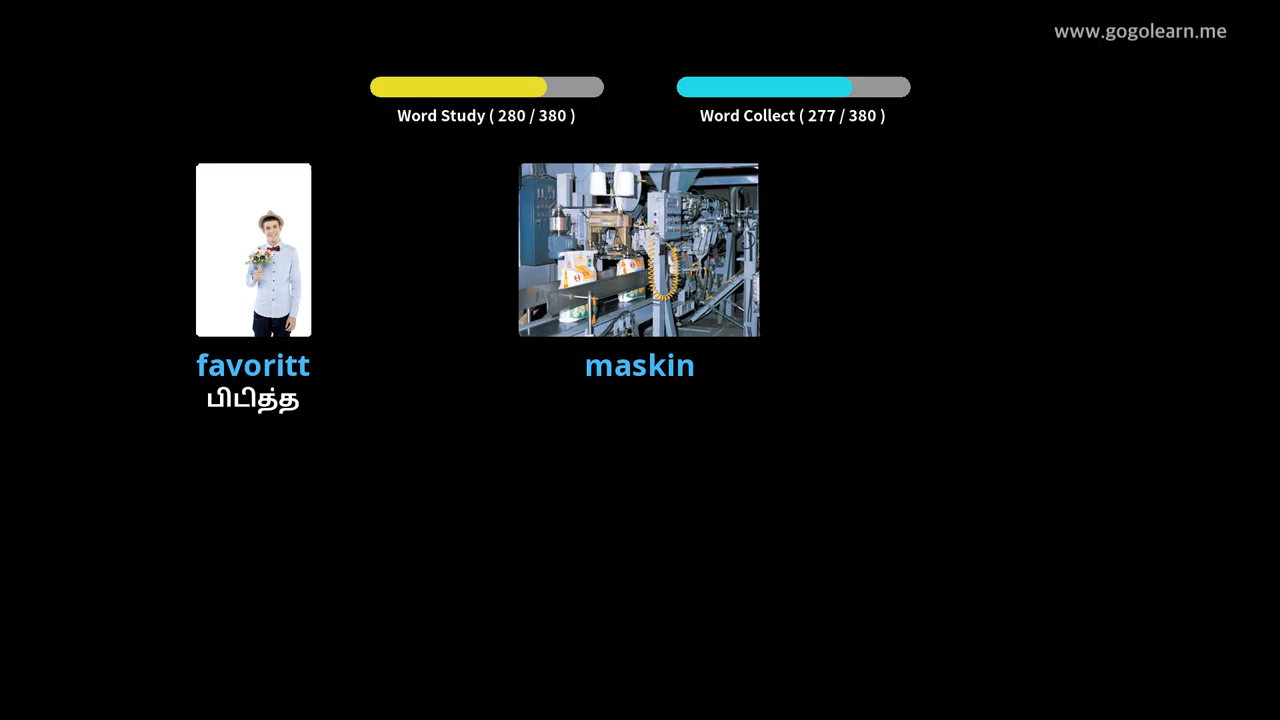 www.gogolearn.me
Word Study ( 280 / 380 )
Word Collect ( 277 / 380 )
favoritt
பிடித்த
maskin